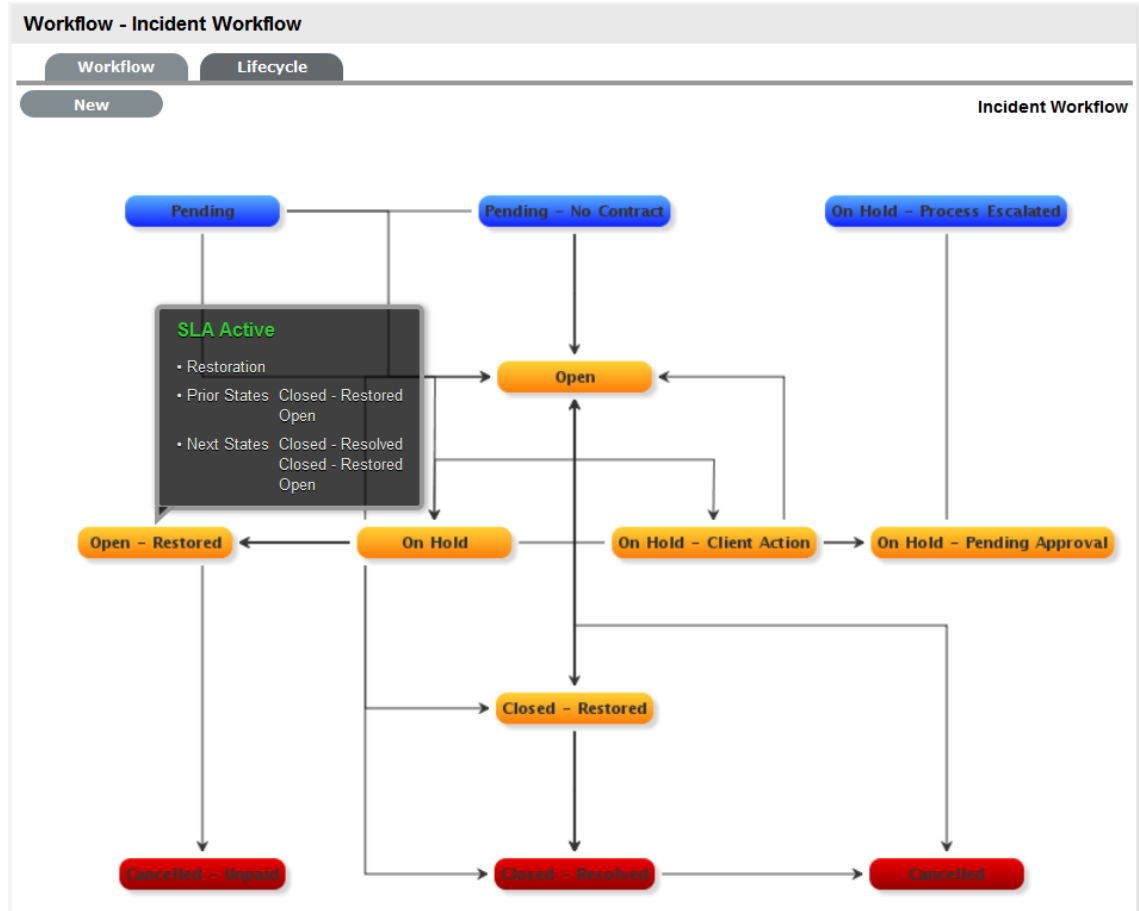 Workflow - Incident Workflow
Workflow
Lifecycle
New
Incident Workflow
Pending
Pending - No Contract
On Hold - Process Escalated
SLA Active
• Restoration
• Prior States Closed - Restored
Open
• Next States Closed - Resolved
Closed - Restored
Open
Open
Open - Restored
On Hold
On Hold - Client Action
On Hold - Pending Approval
Closed - Restored
Cancelled - Unpaid
Closed - Resolved
Cancelled